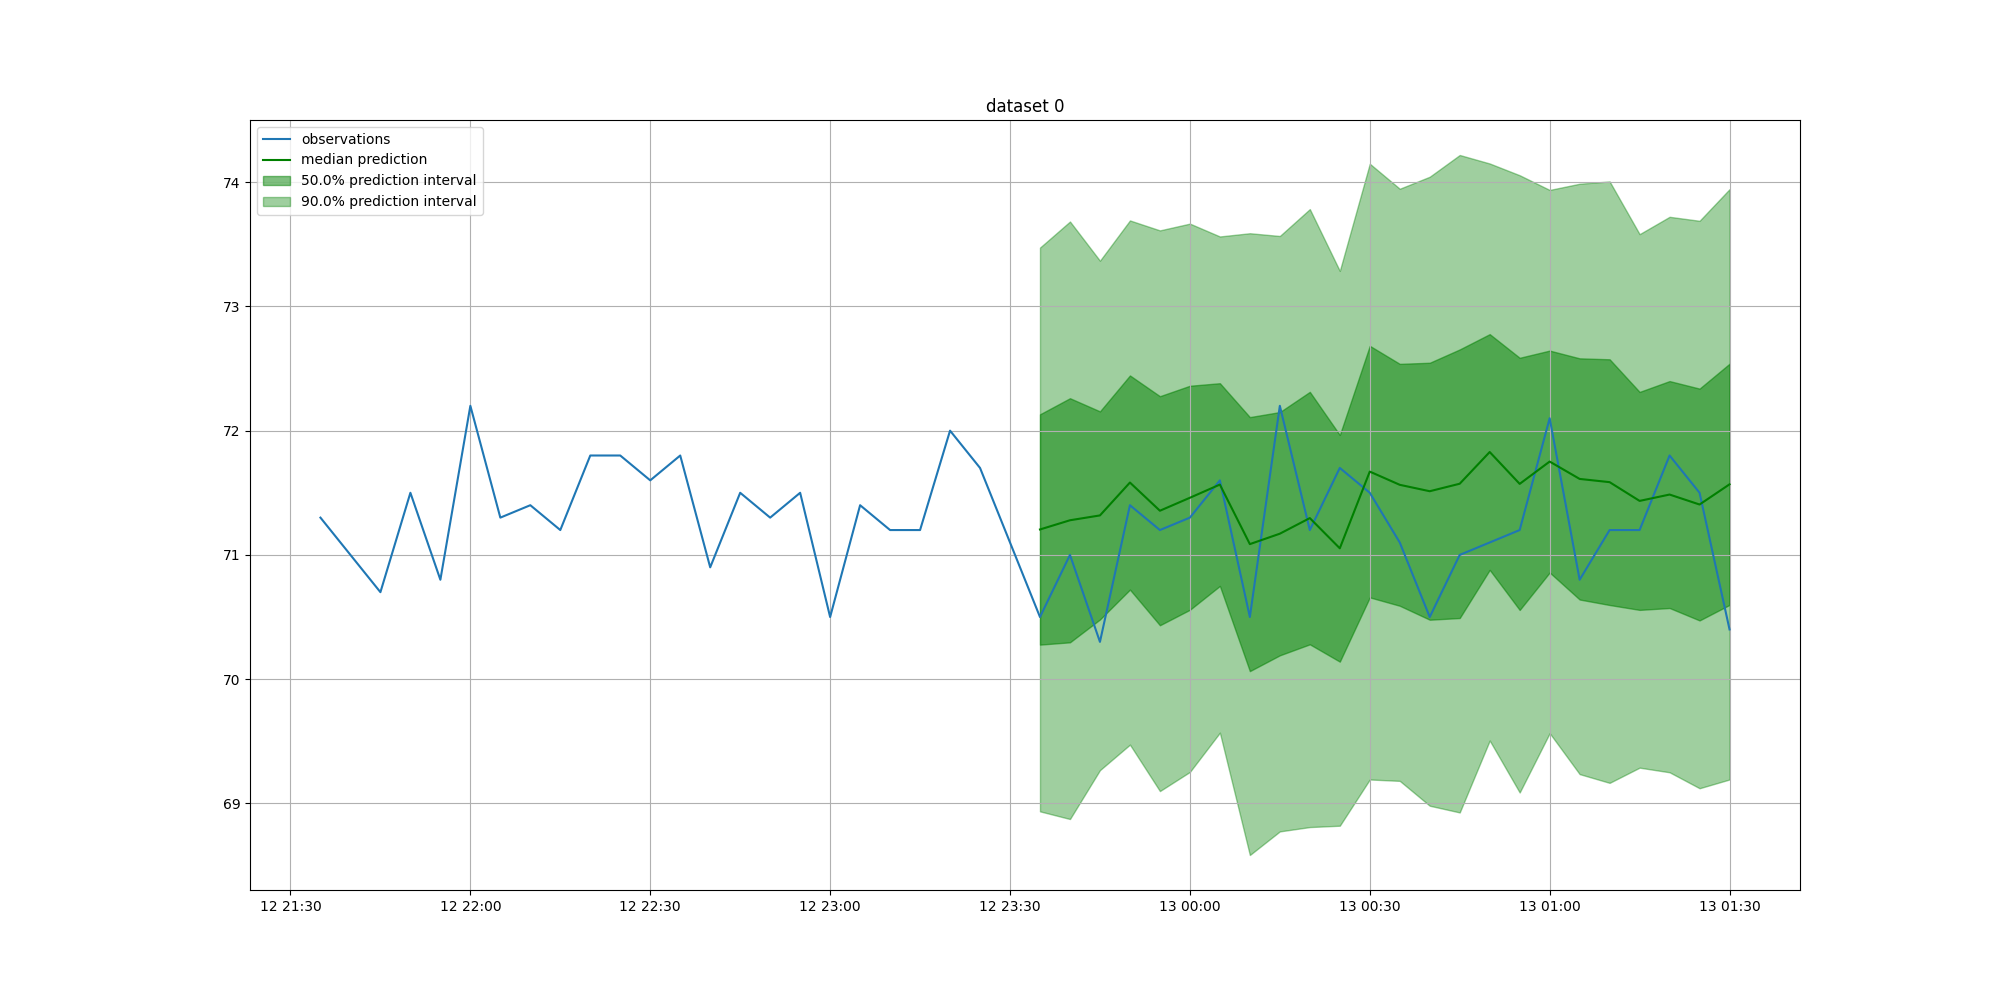 dataset 0
observations
median prediction
50.0% prediction interval
90.0% prediction interval
74
73
72
71
70
69
12 21:30 12 22:00 12 22:30 12 23:00 12 23:30 13 00:00 13 00:30 13 01:00 13 01:30